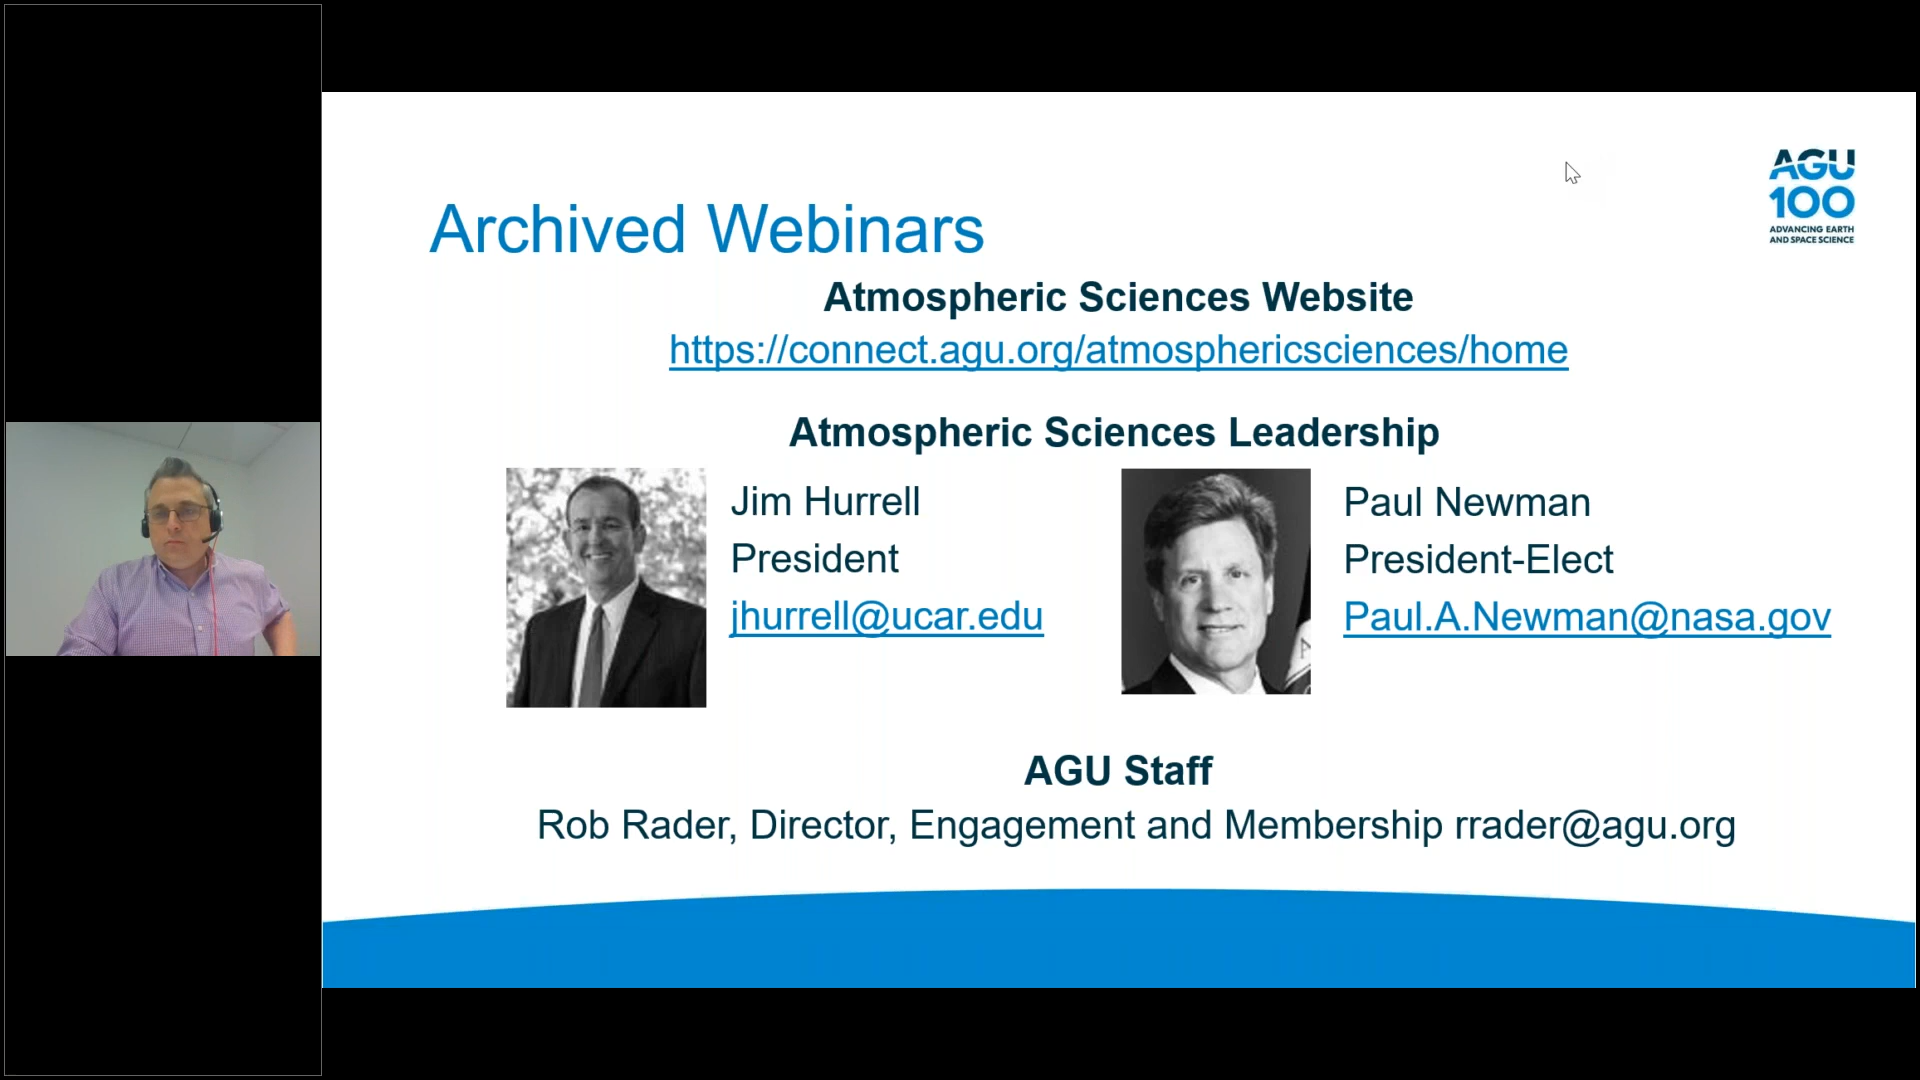 AGU
100
ADVANCING EARTH
AND SPACE SCIENCE
Archived Webinars
Atmospheric Sciences Website
https://connect.agu.org/atmosphericsciences/home
Atmospheric Sciences Leadership
Jim Hurrell
President
jhurrell@ucar.edu
Paul Newman
President-Elect
Paul.A.Newman@nasa.gov
AGU Staff
Rob Rader, Director, Engagement and Membership rrader@agu.org